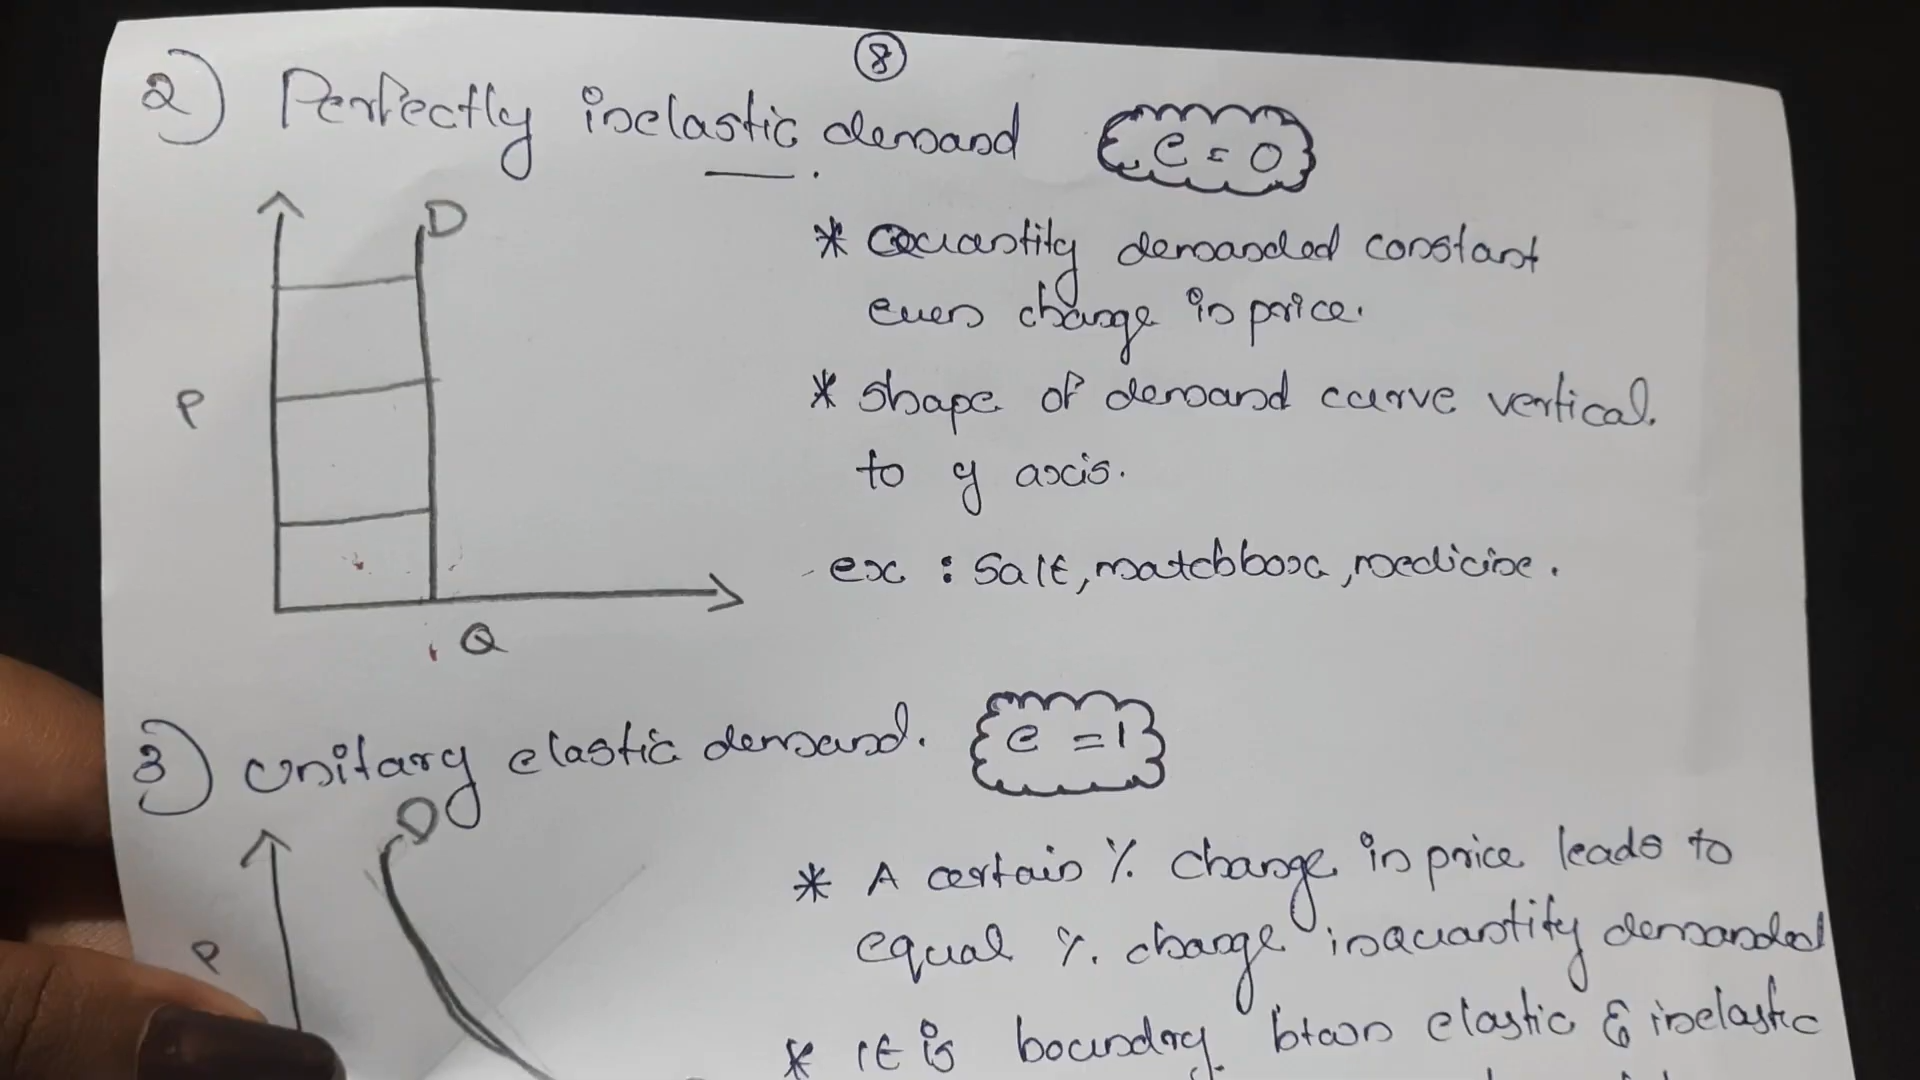 8
2) Perfectly inelastic demand e = 0
D
* Quantity demanded constant
even change in price.
P
* shape of demand curve vertical.
to y axis.
ex : Salt, matchbox, medicine.
Q
3) Unitary elastic demand. e = 1
D
P
* A certain % change in price leads to
equal % change in quantity demanded
* It is boundry btwn elastic & inelastic